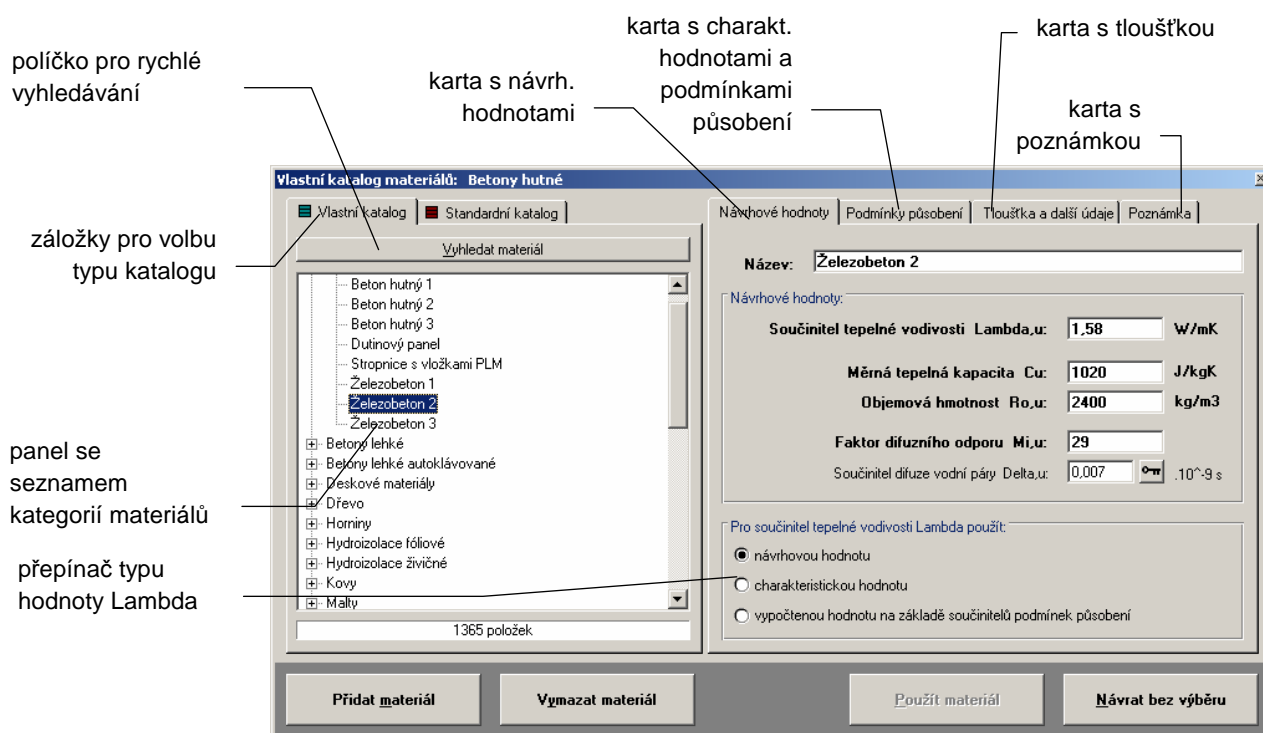 karta s charakt.
hodnotami a
podmínkami
působení
karta s tloušťkou
políčko pro rychlé
vyhledávání
karta s návrh.
hodnotami
karta s
poznámkou
Vlastní katalog materiálů: Betony hutné
Vlastní katalog
Standardní katalog
Návrhové hodnoty
Podmínky působení
Tloušťka a další údaje
Poznámka
záložky pro volbu
typu katalogu
Vyhledat materiál
Název: Železobeton 2
Beton hutný 1
Beton hutný 2
Beton hutný 3
Dutinový panel
Stropnice s vložkami PLM
Železobeton 1
Železobeton 2
Železobeton 3
Betony lehké
Betony lehké autoklávované
Deskové materiály
Dřevo
Horniny
Hydroizolace fóliové
Hydroizolace živičné
Kovy
Malty
1365 položek
Návrhové hodnoty:
Součinitel tepelné vodivosti Lambda,u: 1,58 W/mK
Měrná tepelná kapacita Cu: 1020 J/kgK
Objemová hmotnost Ro,u: 2400 kg/m3
Faktor difuzního odporu Mi,u: 29
Součinitel difuze vodní páry Delta,u: 0,007 .10^-9 s
panel se
seznamem
kategorií materiálů
přepínač typu
hodnoty Lambda
Pro součinitel tepelné vodivosti Lambda použít:
návrhovou hodnotu
charakteristickou hodnotu
vypočtenou hodnotu na základě součinitelů podmínek působení
Přidat materiál
Vymazat materiál
Použít materiál
Návrat bez výběru